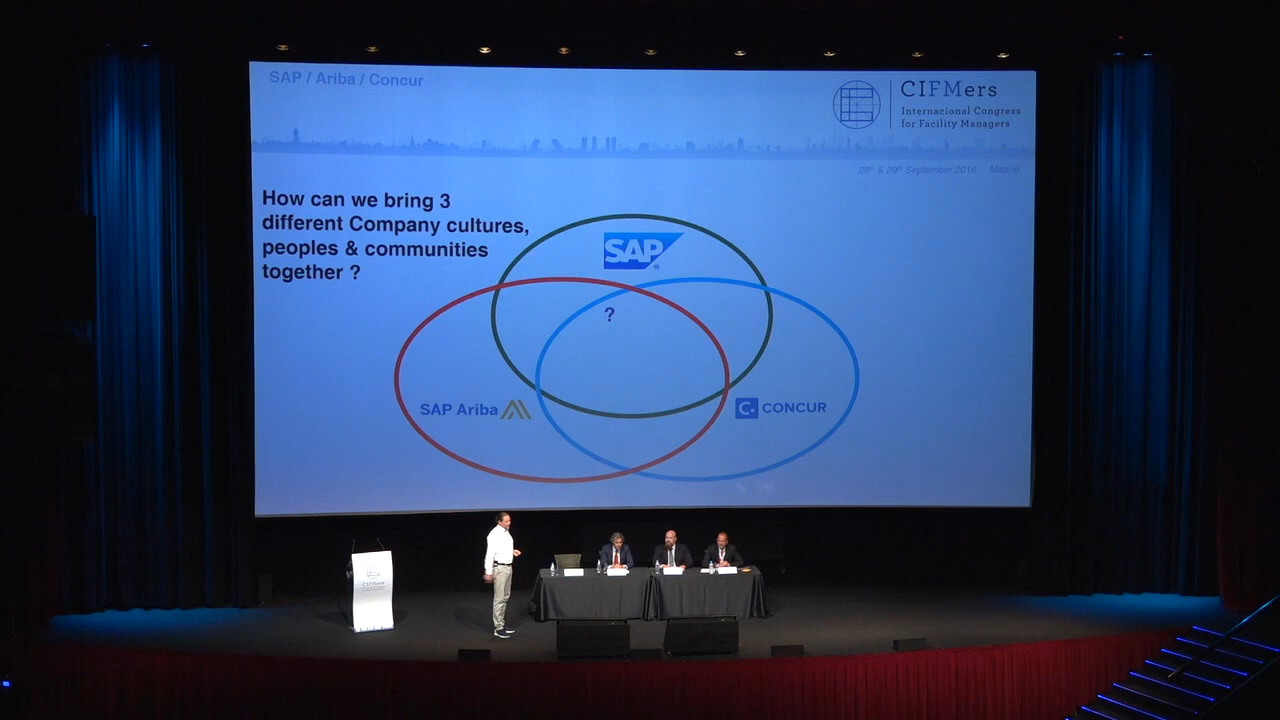 SAP / Ariba / Concur
CIFMers
Internacional Congress
for Facility Managers
28th & 29th September 2016 Madrid
How can we bring 3
different Company cultures,
peoples & communities
together ?
SAP
?
SAP Ariba
C. CONCUR
CIFMers